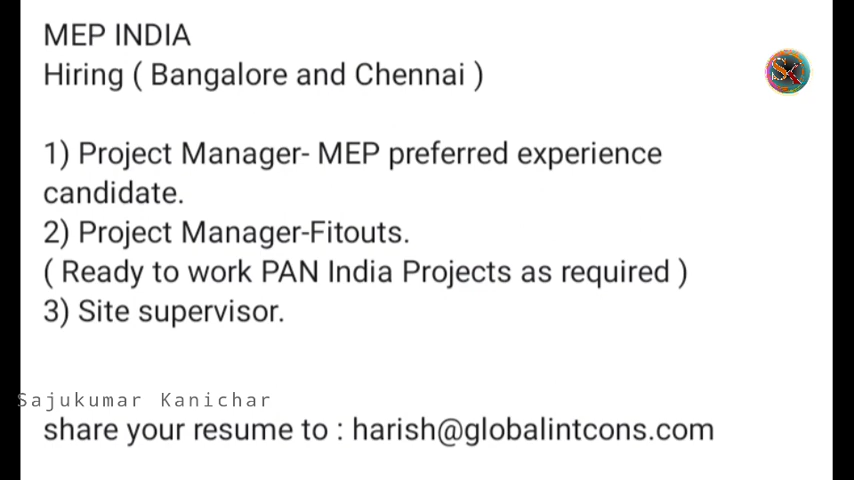 MEP INDIA
Hiring ( Bangalore and Chennai )
1) Project Manager- MEP preferred experience
candidate.
2) Project Manager-Fitouts.
( Ready to work PAN India Projects as required )
3) Site supervisor.
Sajukumar Kanichar
share your resume to : harish@globalintcons.com